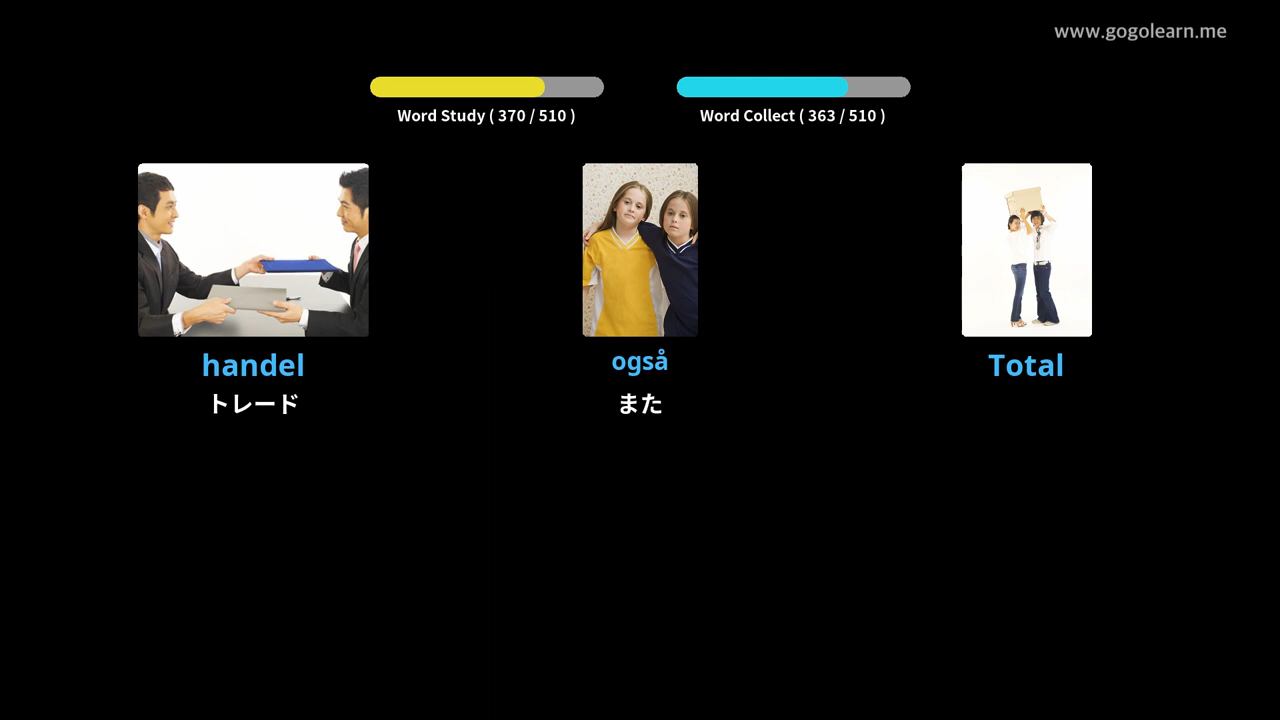 www.gogolearn.me
Word Study ( 370 / 510 )
Word Collect ( 363 / 510 )
handel
også
Total
トレード
また